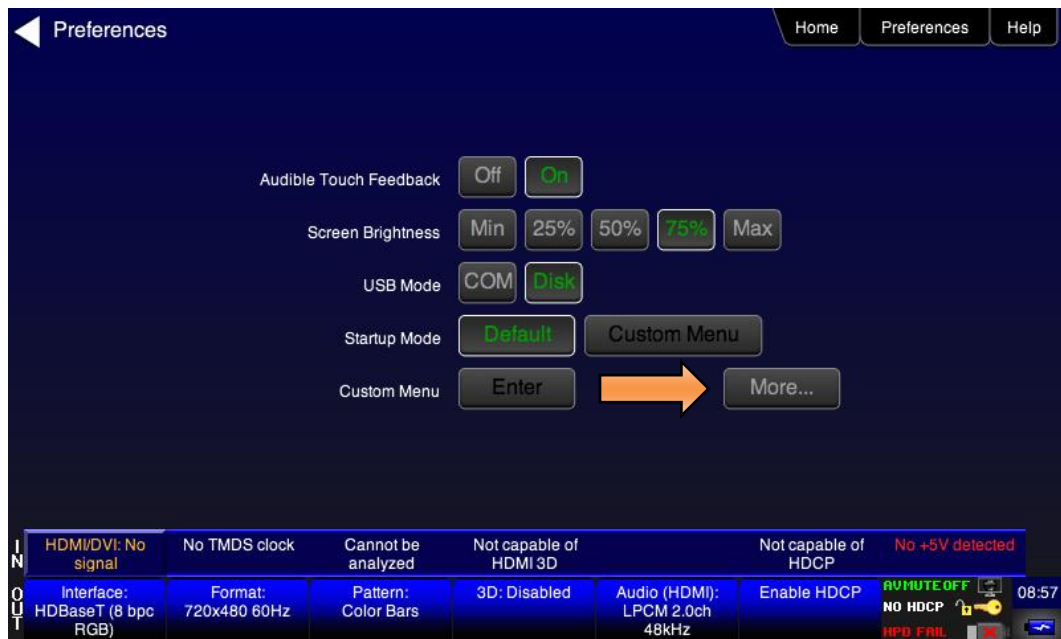 Preferences
Home Preferences Help
Audible Touch Feedback Off On
Screen Brightness Min 25% 50% 75% Max
USB Mode COM Disk
Startup Mode Default Custom Menu
Custom Menu Enter More...
IN
HDMI/DVI: No
signal
No TMDS clock
Cannot be
analyzed
Not capable of
HDMI 3D
Not capable of
HDCP
No +5V detected
OUT
Interface:
HDBaseT (8 bpc
RGB)
Format:
720x480 60Hz
Pattern:
Color Bars
3D: Disabled
Audio (HDMI):
LPCM 2.0ch
48kHz
Enable HDCP
AVMUTEOFF
NO HDCP
HPD FAIL
08:57